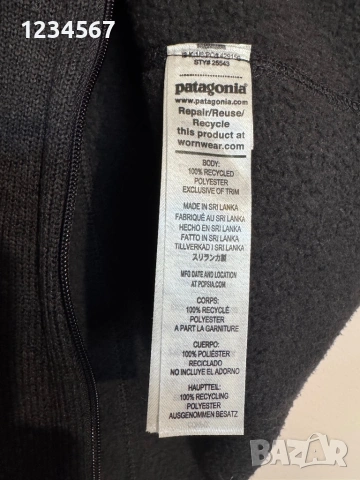 1234567
STY# 25543
patagonia®
www.patagonia.com
Repair/Reuse/
Recycle
this product at
wornwear.com
BODY:
100% RECYCLED
POLYESTER
EXCLUSIVE OF TRIM
MADE IN SRI LANKA
FABRIQUÉ AU SRI LANKA
HECHO EN SRI LANKA
FATTO IN SRI LANKA
TILLVERKAD I SRI LANKA
スリランカ製
MFG DATE AND LOCATION
AT POPSIA.COM
CORPS:
100% RECYCLÉ
POLYESTER
A PART LA GARNITURE
CUERPO:
100% POLIÉSTER
RECICLADO
NO INCLUYE EL ADORNO
HAUPTTEIL:
100% RECYCLING
POLYESTER
AUSGENOMMEN BESATZ
BAZAR